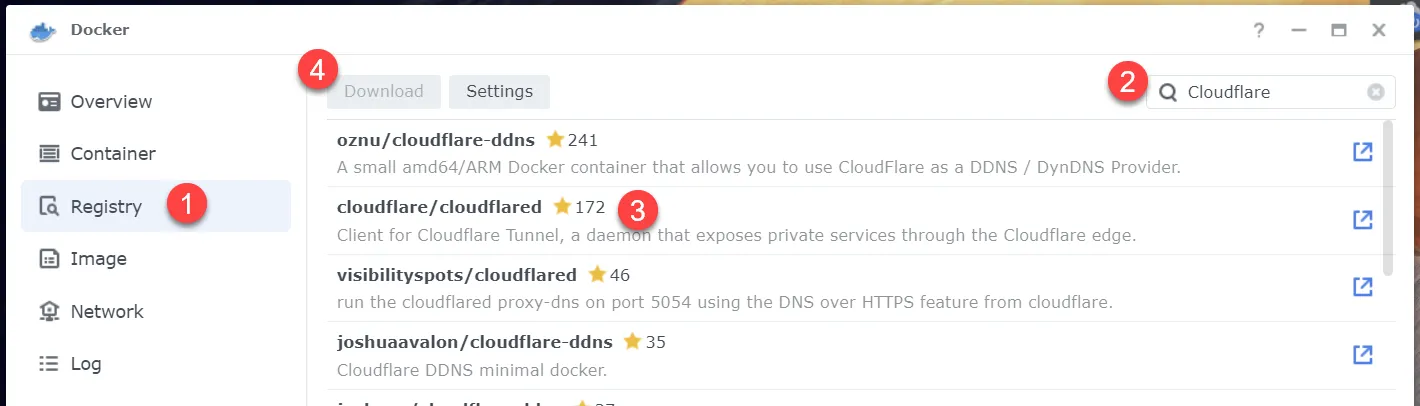 Docker
?
4
Download
Settings
2
Cloudflare
Overview
Container
Registry
1
Image
Network
Log
oznu/cloudflare-ddns 241
A small amd64/ARM Docker container that allows you to use CloudFlare as a DDNS / DynDNS Provider.
cloudflare/cloudflared 172
3
Client for Cloudflare Tunnel, a daemon that exposes private services through the Cloudflare edge.
visibilityspots/cloudflared 46
run the cloudflared proxy-dns on port 5054 using the DNS over HTTPS feature from cloudflare.
joshuaavalon/cloudflare-ddns 35
Cloudflare DDNS minimal docker.